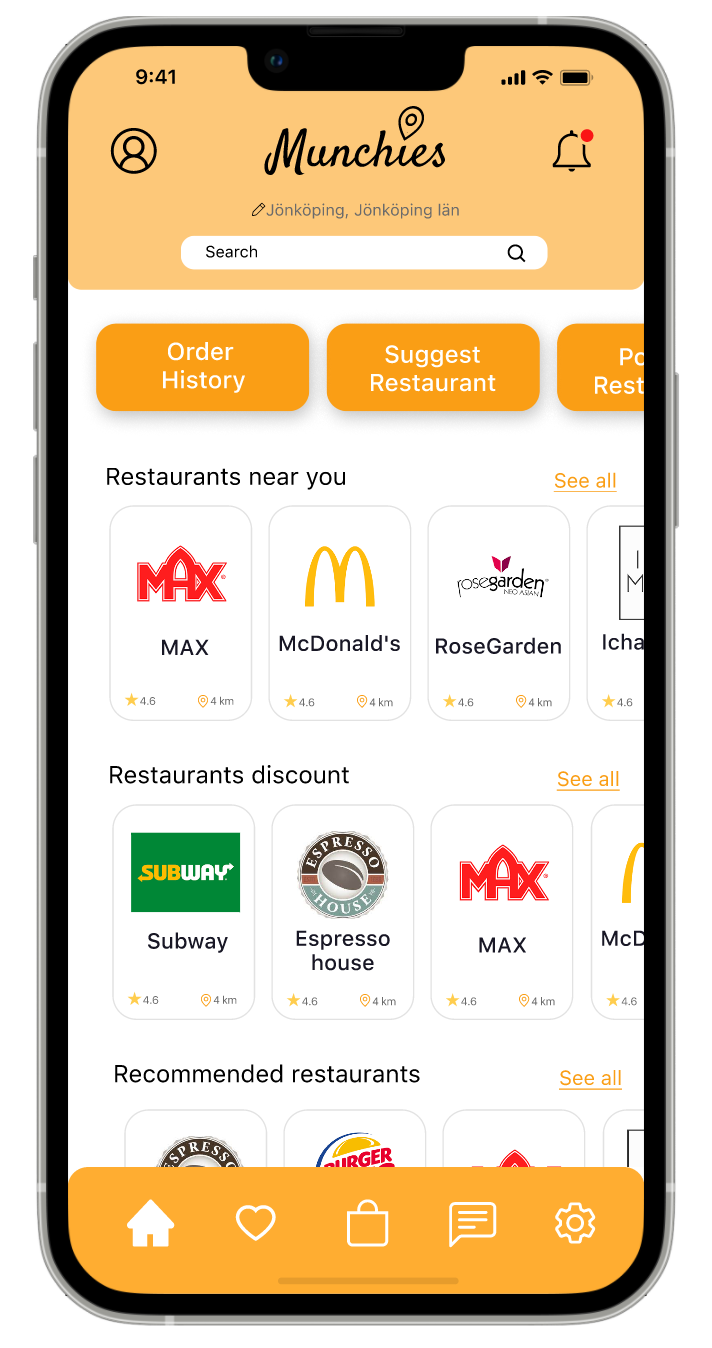 9:41
Munchies
Jönköping, Jönköping län
Search
Order
History
Suggest
Restaurant
Po
Rest
Restaurants near you
See all
MAX
McDonald's
rosegarden
NEO ASIAN
I
M
MAX
McDonald's
RoseGarden
Icha
4.6
4 km
4.6
4 km
4.6
4 km
4.6
Restaurants discount
See all
SUBWAY
ESPRESSO
HOUSE
MAX
Subway
Espresso
house
MAX
McD
4.6
4 km
4.6
4 km
4.6
4 km
4.6
Recommended restaurants
See all
ESPRESSO
BURGER